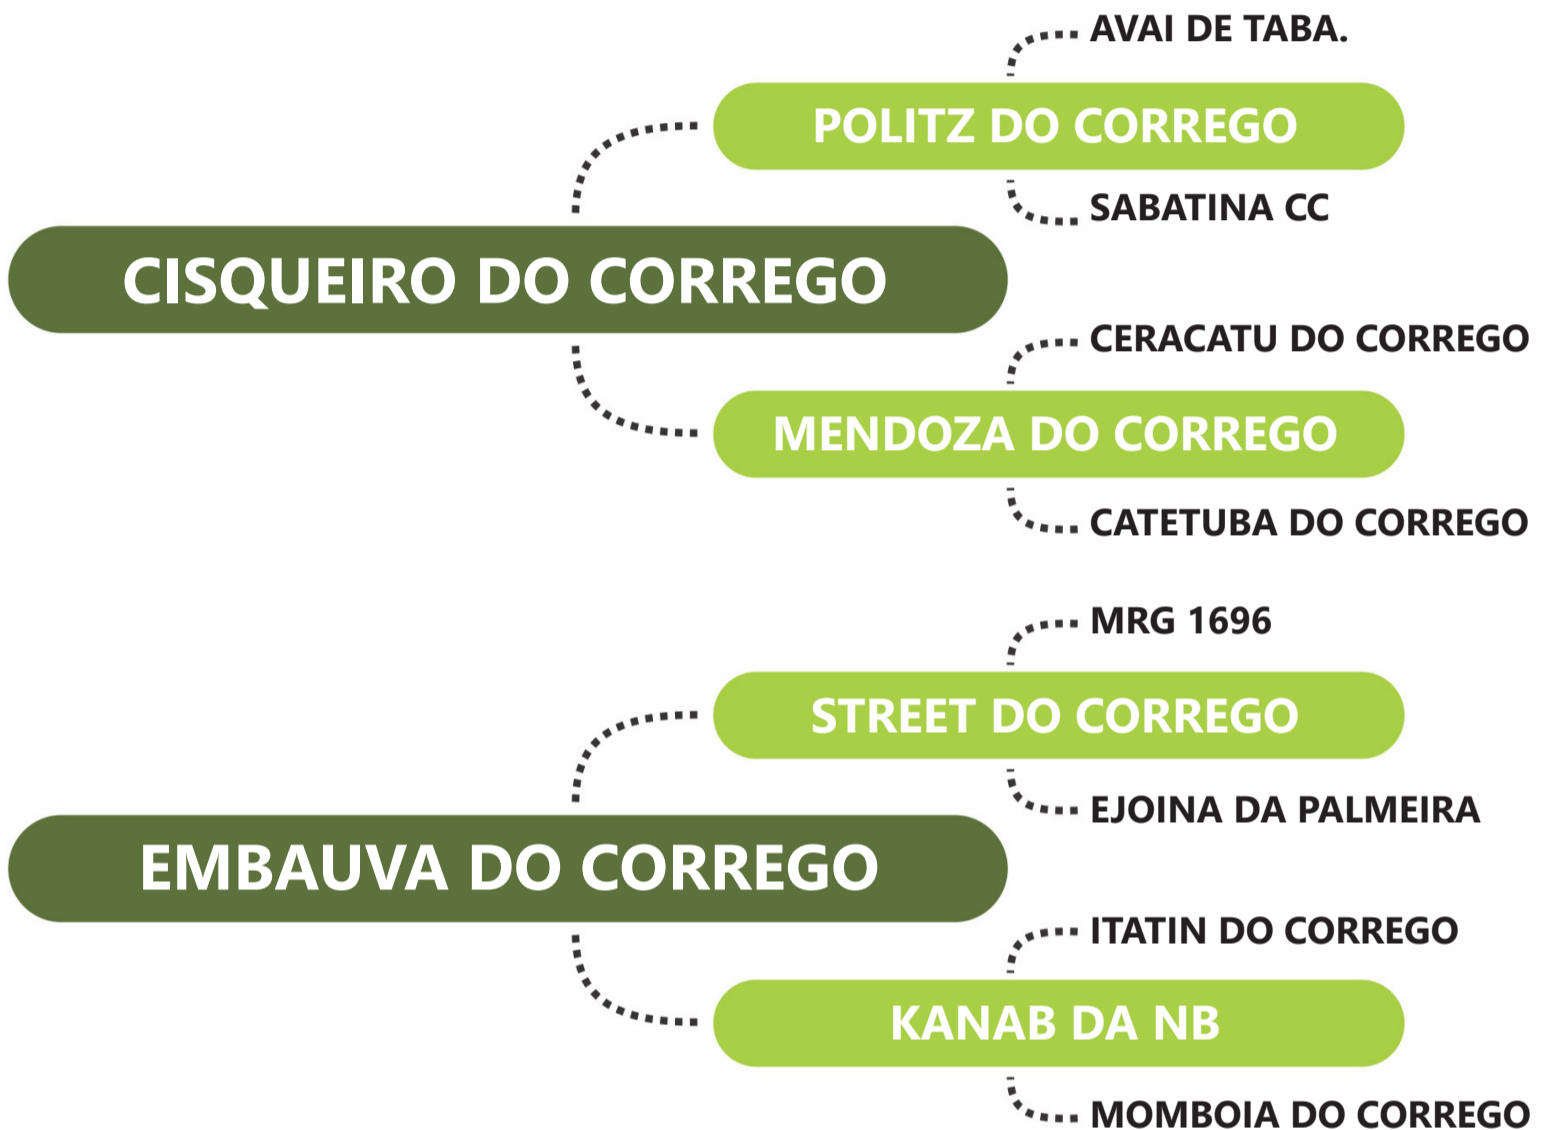 AVAI DE TABA.
POLITZ DO CORREGO
SABATINA CC
CISQUEIRO DO CORREGO
CERACATU DO CORREGO
MENDOZA DO CORREGO
CATETUBA DO CORREGO
MRG 1696
STREET DO CORREGO
EJOINA DA PALMEIRA
EMBAUVA DO CORREGO
ITATIN DO CORREGO
KANAB DA NB
MOMBOIA DO CORREGO